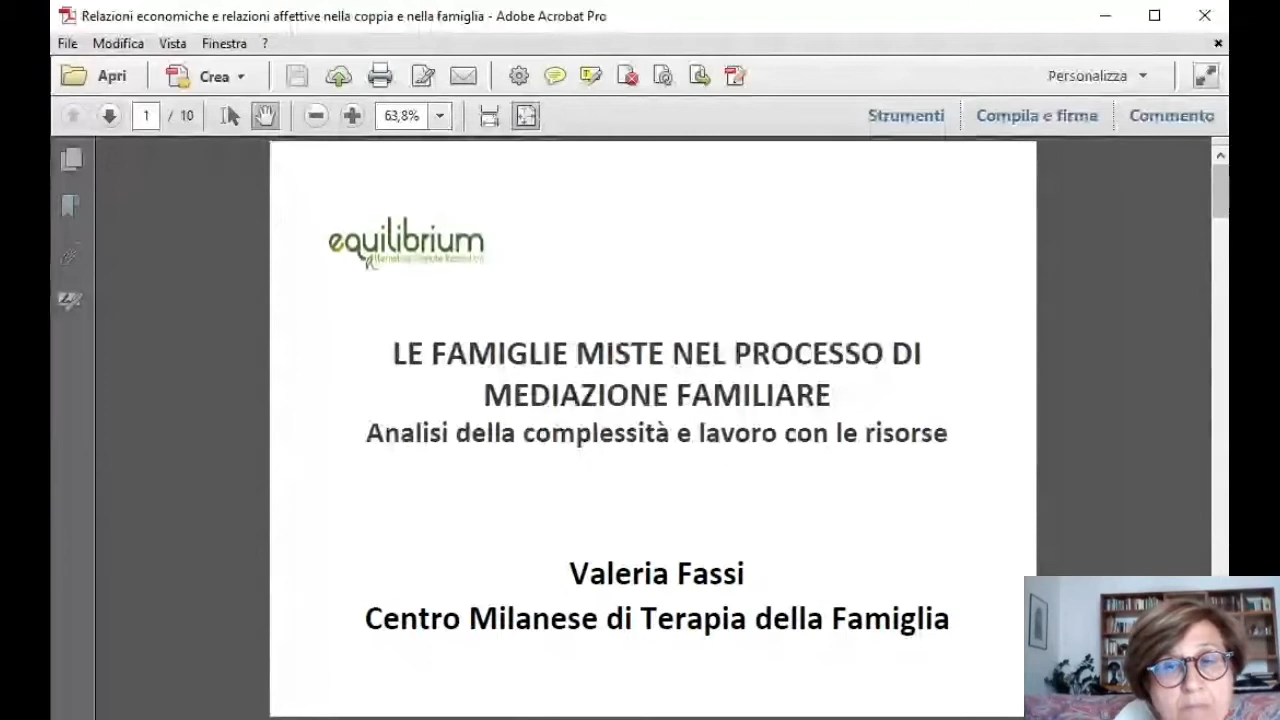 Relazioni economiche e relazioni affettive nella coppia e nella famiglia - Adobe Acrobat Pro
File Modifica Vista Finestra ?
Apri Crea Personalizza
1 / 10 63,8% Strumenti Compila e firma Commento
equilibrium
LE FAMIGLIE MISTE NEL PROCESSO DI
MEDIAZIONE FAMILIARE
Analisi della complessità e lavoro con le risorse
Valeria Fassi
Centro Milanese di Terapia della Famiglia